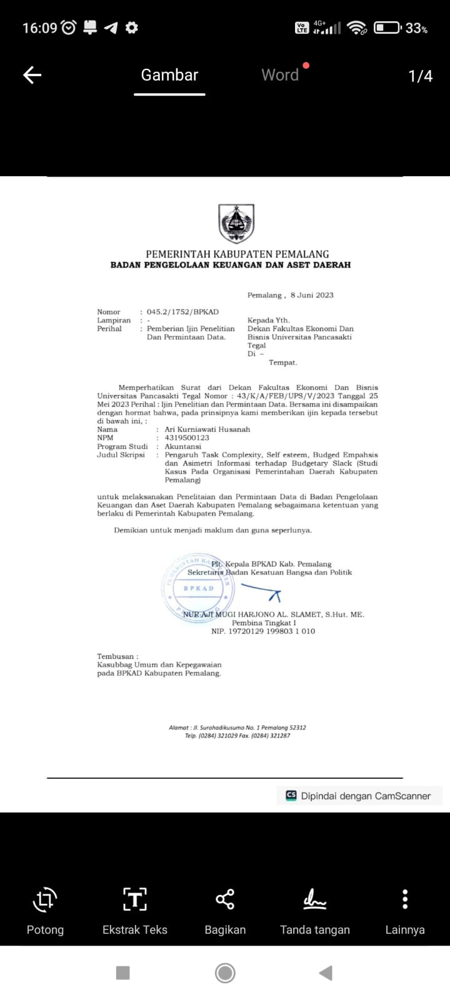 16:09
Vo LTE 4G+ 33%
Gambar Word 1/4
PEMERINTAH KABUPATEN PEMALANG
BADAN PENGELOLAAN KEUANGAN DAN ASET DAERAH
Pemalang , 8 Juni 2023
Nomor : 045.2/1752/BPKAD
Lampiran : -
Perihal : Pemberian Ijin Penelitian
Dan Permintaan Data.
Kepada Yth.
Dekan Fakultas Ekonomi Dan
Bisnis Universitas Pancasakti
Tegal
Di –
Tempat.
Memperhatikan Surat dari Dekan Fakultas Ekonomi Dan Bisnis
Universitas Pancasakti Tegal Nomor : 43/K/A/FEB/UPS/V/2023 Tanggal 25
Mei 2023 Perihal : Ijin Penelitian dan Permintaan Data. Bersama ini disampaikan
dengan hormat bahwa, pada prinsipnya kami memberikan ijin kepada tersebut
di bawah ini, :
Nama : Ari Kurniawati Husanah
NPM : 4319500123
Program Studi : Akuntansi
Judul Skripsi : Pengaruh Task Complexity, Self esteem, Budged Empahsis
dan Asimetri Informasi terhadap Budgetary Slack (Studi
Kasus Pada Organisasi Pemerintahan Daerah Kabupaten
Pemalang)
untuk melaksanakan Penelitaian dan Permintaan Data di Badan Pengelolaan
Keuangan dan Aset Daerah Kabupaten Pemalang sebagaimana ketentuan yang
berlaku di Pemerintah Kabupaten Pemalang.
Demikian untuk menjadi maklum dan guna seperlunya.
Plt. Kepala BPKAD Kab. Pemalang
Sekretaris Badan Kesatuan Bangsa dan Politik
PEMERINTAH KABUPATEN
BPKAD
PEMALANG
NUR AJI MUGI HARJONO AL. SLAMET, S.Hut. ME.
Pembina Tingkat I
NIP. 19720129 199803 1 010
Tembusan :
Kasubbag Umum dan Kepegawaian
pada BPKAD Kabupaten Pemalang.
Alamat : Jl. Surohadikusumo No. 1 Pemalang 52312
Telp. (0284) 321029 Fax. (0284) 321287
CS Dipindai dengan CamScanner
Potong Ekstrak Teks Bagikan Tanda tangan Lainnya